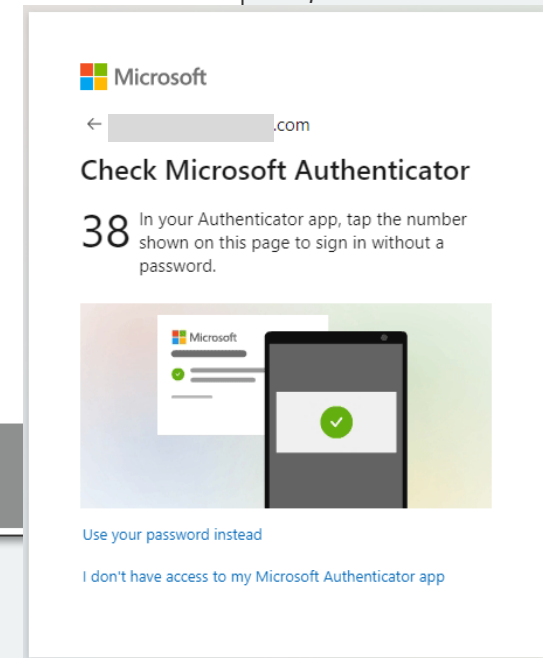 Microsoft
.com
Check Microsoft Authenticator
38
In your Authenticator app, tap the number
shown on this page to sign in without a
password.
Microsoft
Use your password instead
I don't have access to my Microsoft Authenticator app